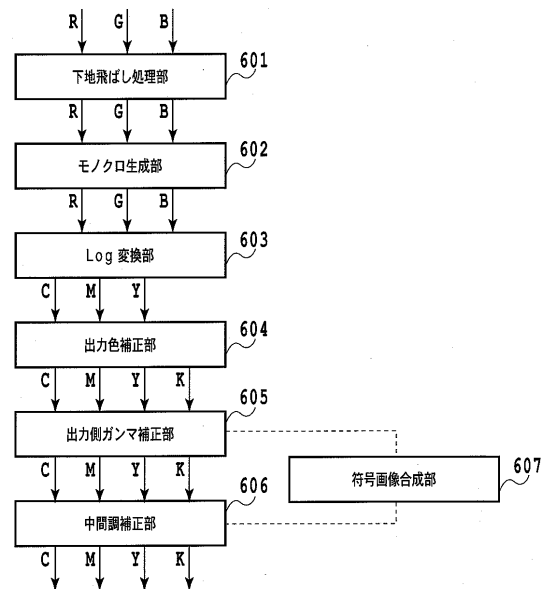 R G B
601
下地飛ばし処理部
R G B
602
モノクロ生成部
R G B
603
Log 変換部
C M Y
604
出力色補正部
C M Y K
605
出力側ガンマ補正部
C M Y K
符号画像合成部
607
606
中間調補正部
C M Y K